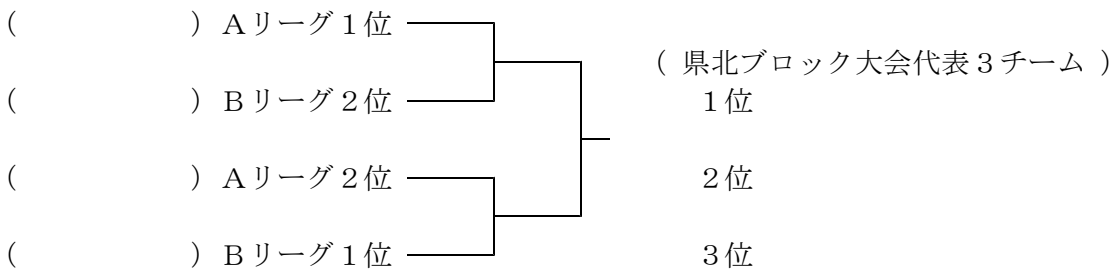 (　　　　　　) Aリーグ1位
( 県北ブロック大会代表3チーム )
(　　　　　　) Bリーグ2位　　1位
(　　　　　　) Aリーグ2位　　2位
(　　　　　　) Bリーグ1位　　3位